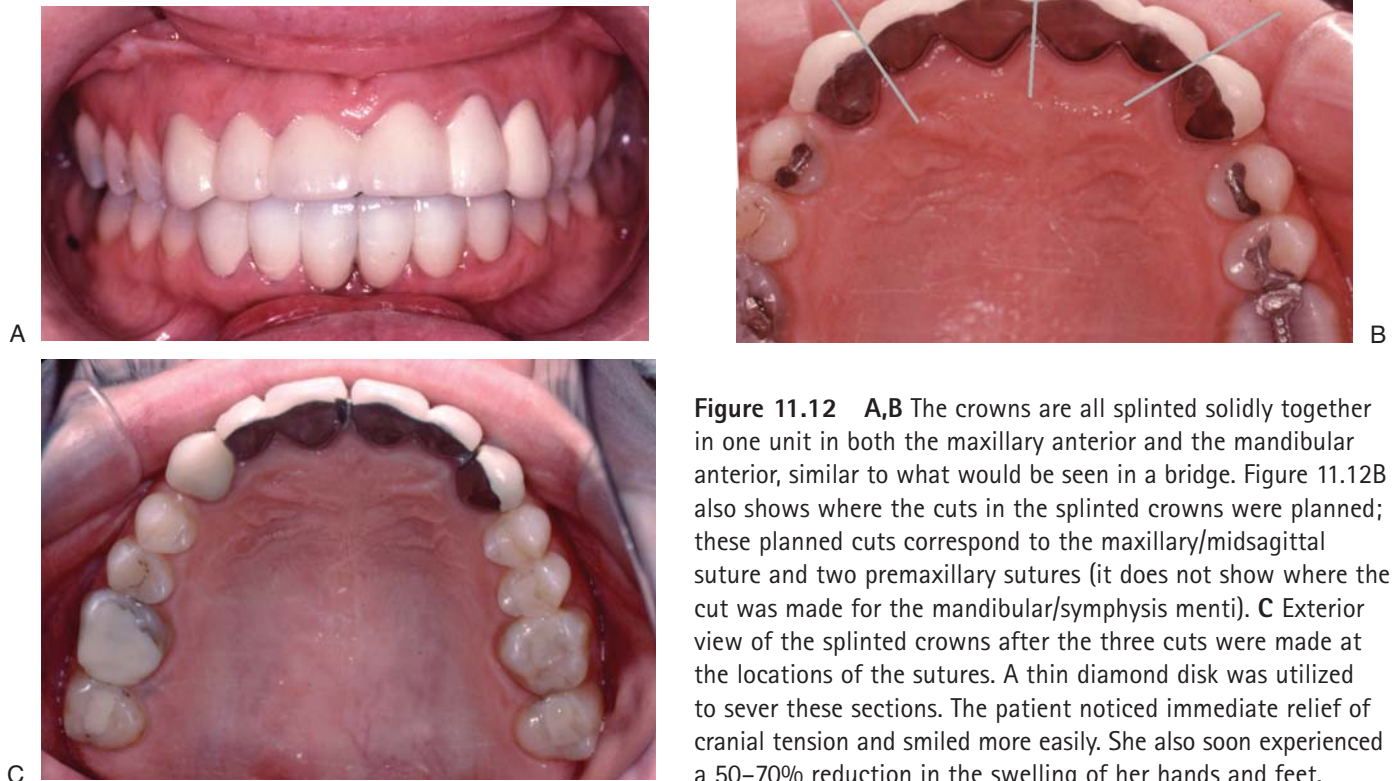 A
B
C
Figure 11.12 A,B The crowns are all splinted solidly together
in one unit in both the maxillary anterior and the mandibular
anterior, similar to what would be seen in a bridge. Figure 11.12B
also shows where the cuts in the splinted crowns were planned;
these planned cuts correspond to the maxillary/midsagittal
suture and two premaxillary sutures (it does not show where the
cut was made for the mandibular/symphysis menti). C Exterior
view of the splinted crowns after the three cuts were made at
the locations of the sutures. A thin diamond disk was utilized
to sever these sections. The patient noticed immediate relief of
cranial tension and smiled more easily. She also soon experienced
a 50–70% reduction in the swelling of her hands and feet.